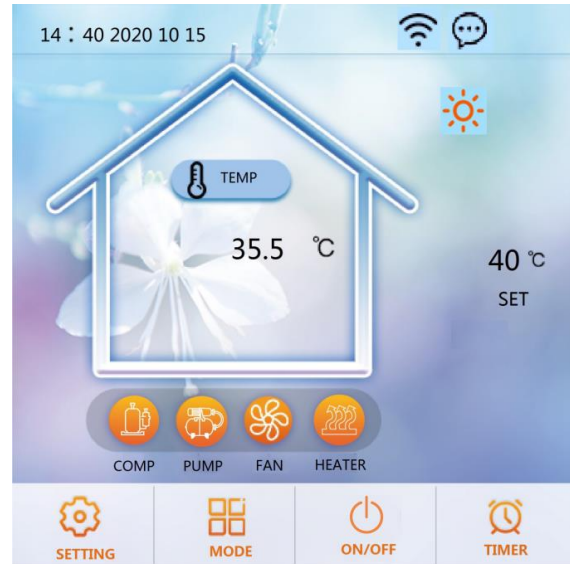 14：40 2020 10 15
TEMP
35.5 ℃
40 ℃
SET
COMP PUMP FAN HEATER
SETTING MODE ON/OFF TIMER